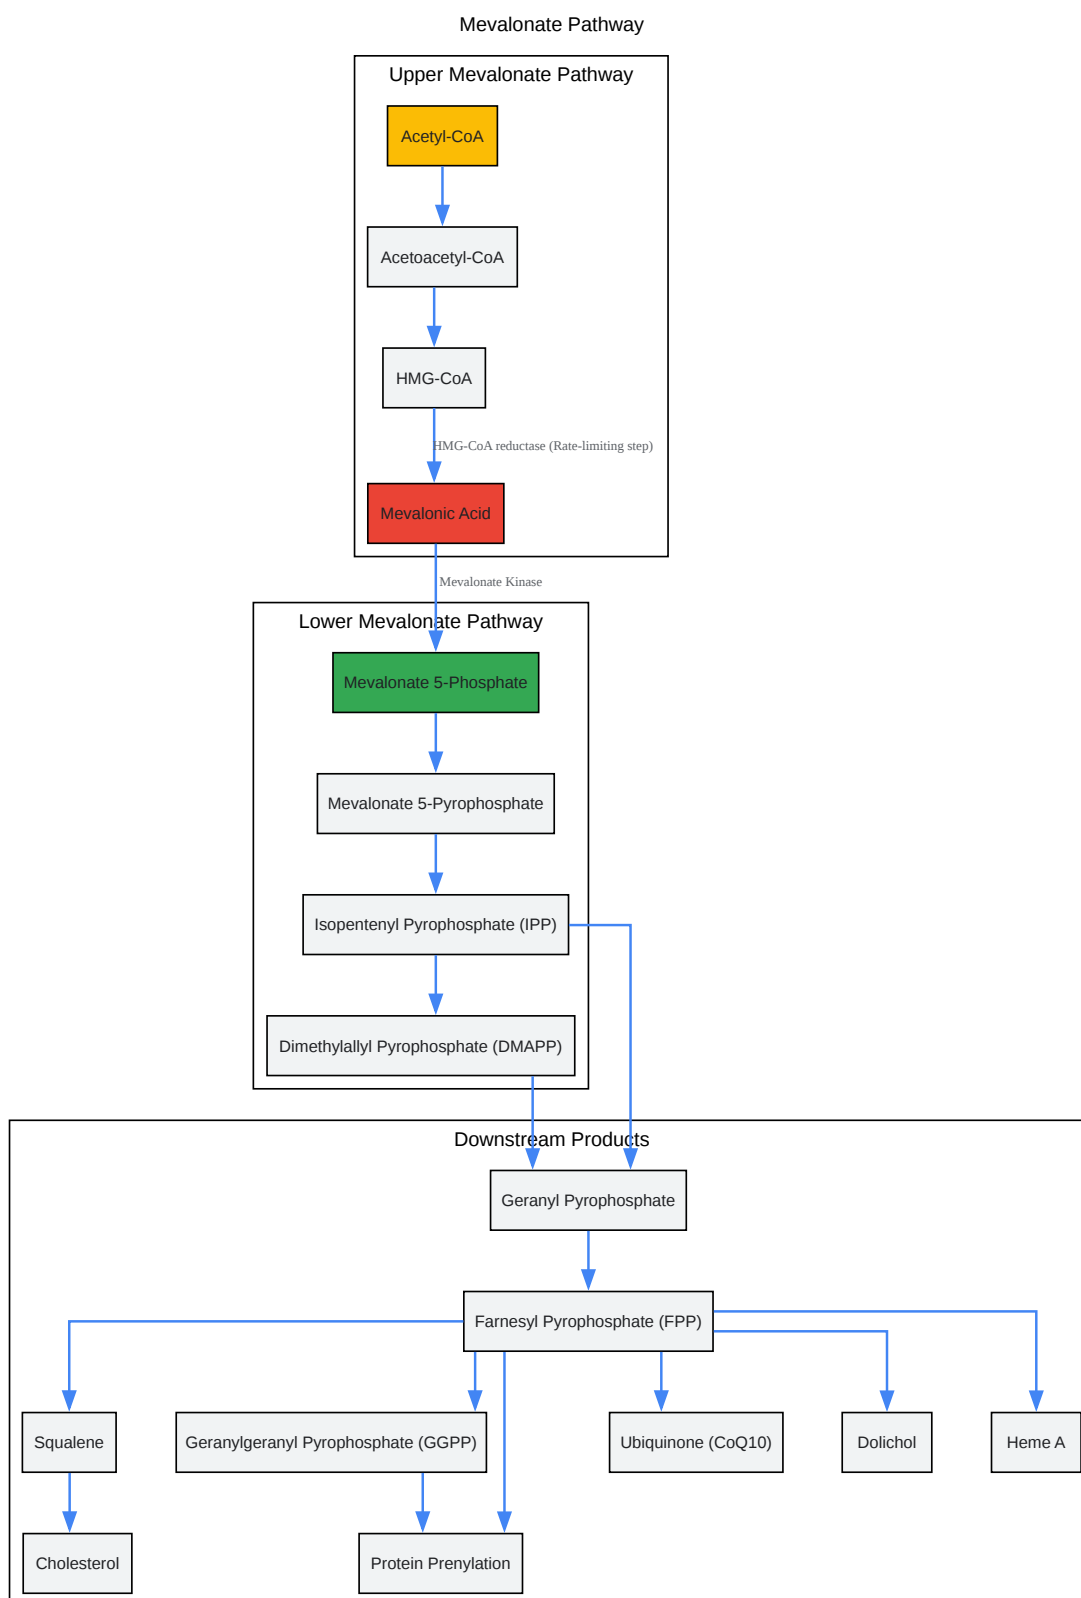 Mevalonate Pathway
Upper Mevalonate Pathway
Acetyl-CoA
Acetoacetyl-CoA
HMG-CoA
HMG-CoA reductase (Rate-limiting step)
Mevalonic Acid
Mevalonate Kinase
Lower Mevalonate Pathway
Mevalonate 5-Phosphate
Mevalonate 5-Pyrophosphate
Isopentenyl Pyrophosphate (IPP)
Dimethylallyl Pyrophosphate (DMAPP)
Downstream Products
Geranyl Pyrophosphate
Farnesyl Pyrophosphate (FPP)
Squalene
Geranylgeranyl Pyrophosphate (GGPP)
Ubiquinone (CoQ10)
Dolichol
Heme A
Cholesterol
Protein Prenylation